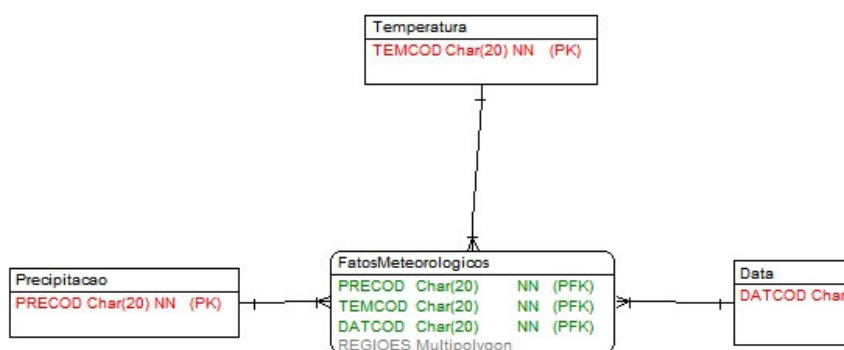 Temperatura
TEMCOD Char(20) NN (PK)
Precipitacao
PRECOD Char(20) NN (PK)
FatosMeteorologicos
PRECOD Char(20) NN (PFK)
TEMCOD Char(20) NN (PFK)
DATCOD Char(20) NN (PFK)
REGIOES Multipolygon
Data
DATCOD Char